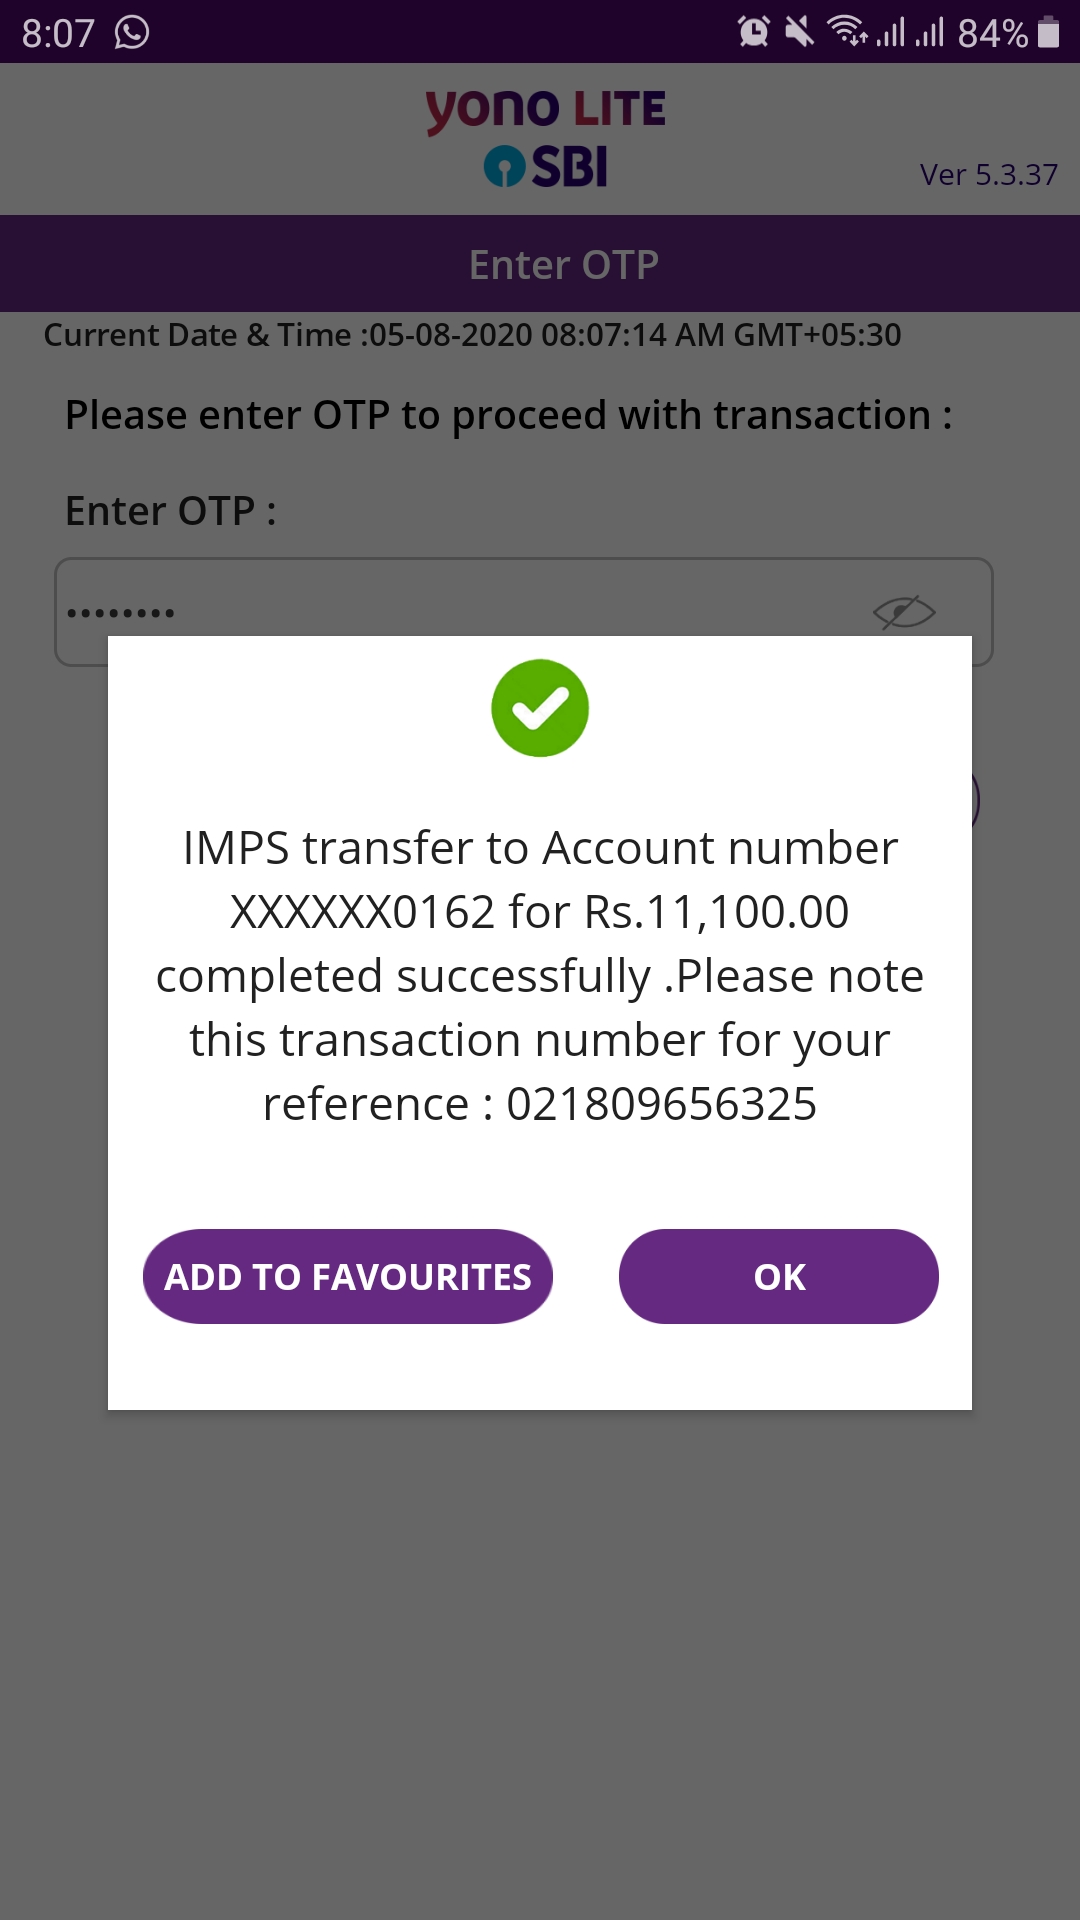 8:07 84%
yono LITE
SBI
Ver 5.3.37
Enter OTP
Current Date & Time :05-08-2020 08:07:14 AM GMT+05:30
Please enter OTP to proceed with transaction :
Enter OTP :
••••••••
IMPS transfer to Account number
XXXXXX0162 for Rs.11,100.00
completed successfully .Please note
this transaction number for your
reference : 021809656325
ADD TO FAVOURITES OK